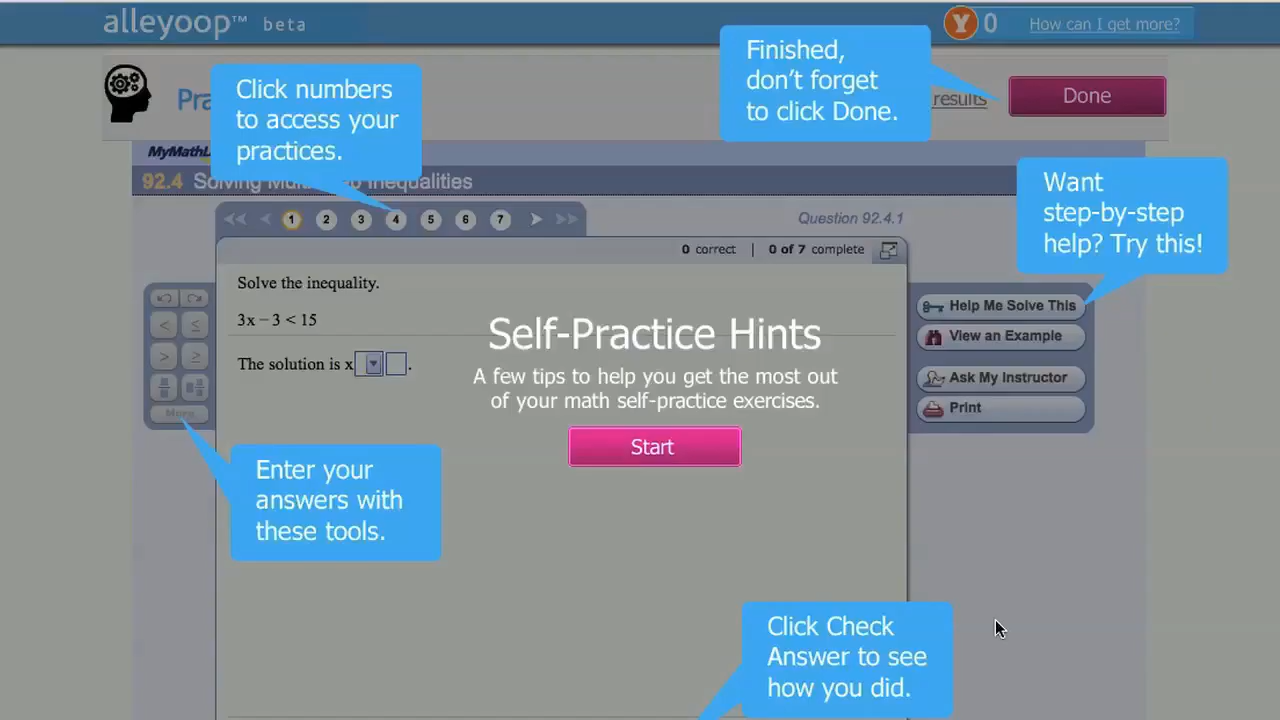 alleyoop™ beta
Y 0 How can I get more?
Finished,
don't forget
to click Done.
results
Done
Click numbers
to access your
practices.
92.4 Solving Inequalities
Want
step-by-step
help? Try this!
1 2 3 4 5 6 7
Question 92.4.1
0 correct | 0 of 7 complete
Solve the inequality.
3x − 3 < 15
The solution is x .
< ≤
> ≥
More
Help Me Solve This
View an Example
Ask My Instructor
Print
Self-Practice Hints
A few tips to help you get the most out
of your math self-practice exercises.
Start
Enter your
answers with
these tools.
Click Check
Answer to see
how you did.